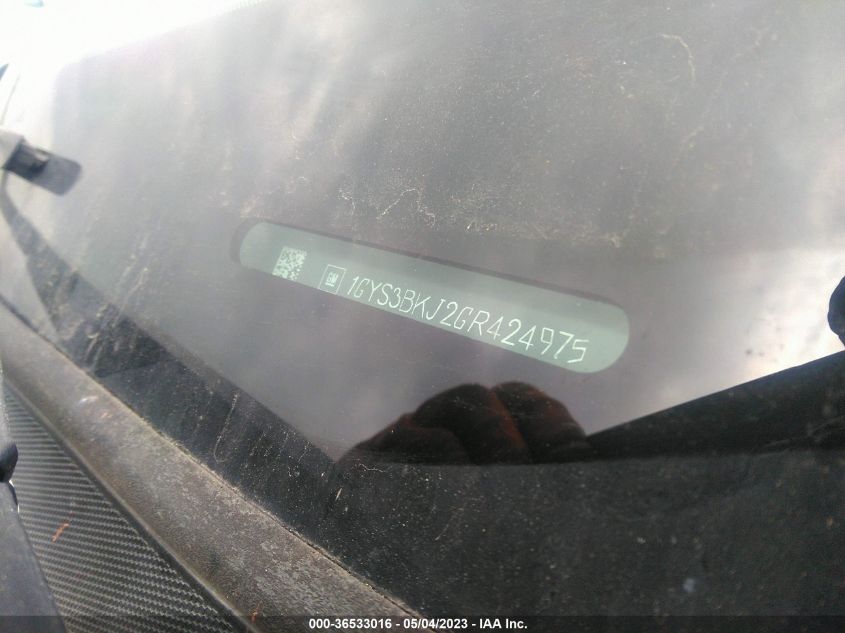 GM 1GYS3BKJ2GR424975
000-36533016 - 05/04/2023 - IAA Inc.